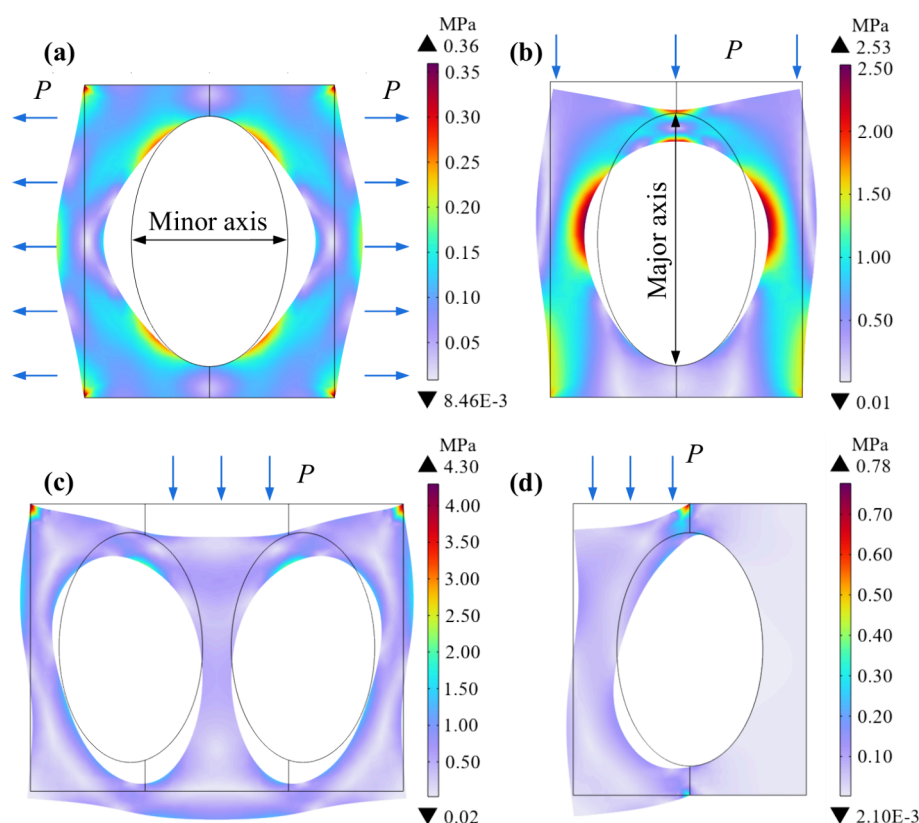 (a)
P
P
Minor axis
MPa
0.36
0.35
0.30
0.25
0.20
0.15
0.10
0.05
8.46E-3
(b)
P
Major axis
MPa
2.53
2.50
2.00
1.50
1.00
0.50
0.01
(c)
P
MPa
4.30
4.00
3.50
3.00
2.50
2.00
1.50
1.00
0.50
0.02
(d)
P
MPa
0.78
0.70
0.60
0.50
0.40
0.30
0.20
0.10
2.10E-3